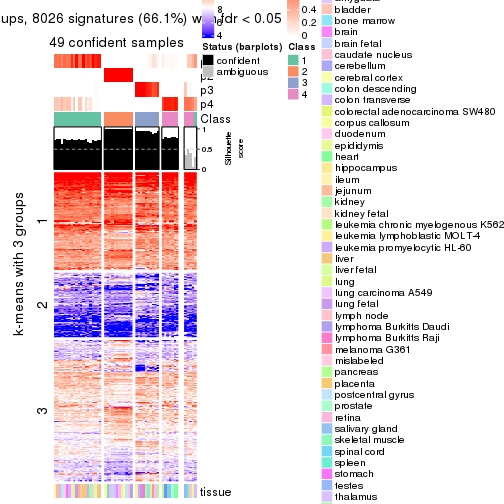 ups, 8026 signatures (66.1%) with fdr < 0.05
49 confident samples
p3
p4
Class
1
0.5
0
Silhouette
score
k-means with 3 groups
1
2
3
tissue
8
6
4
0.4
0.2
0
Status (barplots)
confident
ambiguous
Class
1
2
3
4
bladder
bone marrow
brain
brain fetal
caudate nucleus
cerebellum
cerebral cortex
colon descending
colon transverse
colorectal adenocarcinoma SW480
corpus callosum
duodenum
epididymis
heart
hippocampus
ileum
jejunum
kidney
kidney fetal
leukemia chronic myelogenous K562
leukemia lymphoblastic MOLT-4
leukemia promyelocytic HL-60
liver
liver fetal
lung
lung carcinoma A549
lung fetal
lymph node
lymphoma Burkitts Daudi
lymphoma Burkitts Raji
melanoma G361
mislabeled
pancreas
placenta
postcentral gyrus
prostate
retina
salivary gland
skeletal muscle
spinal cord
spleen
stomach
testes
thalamus